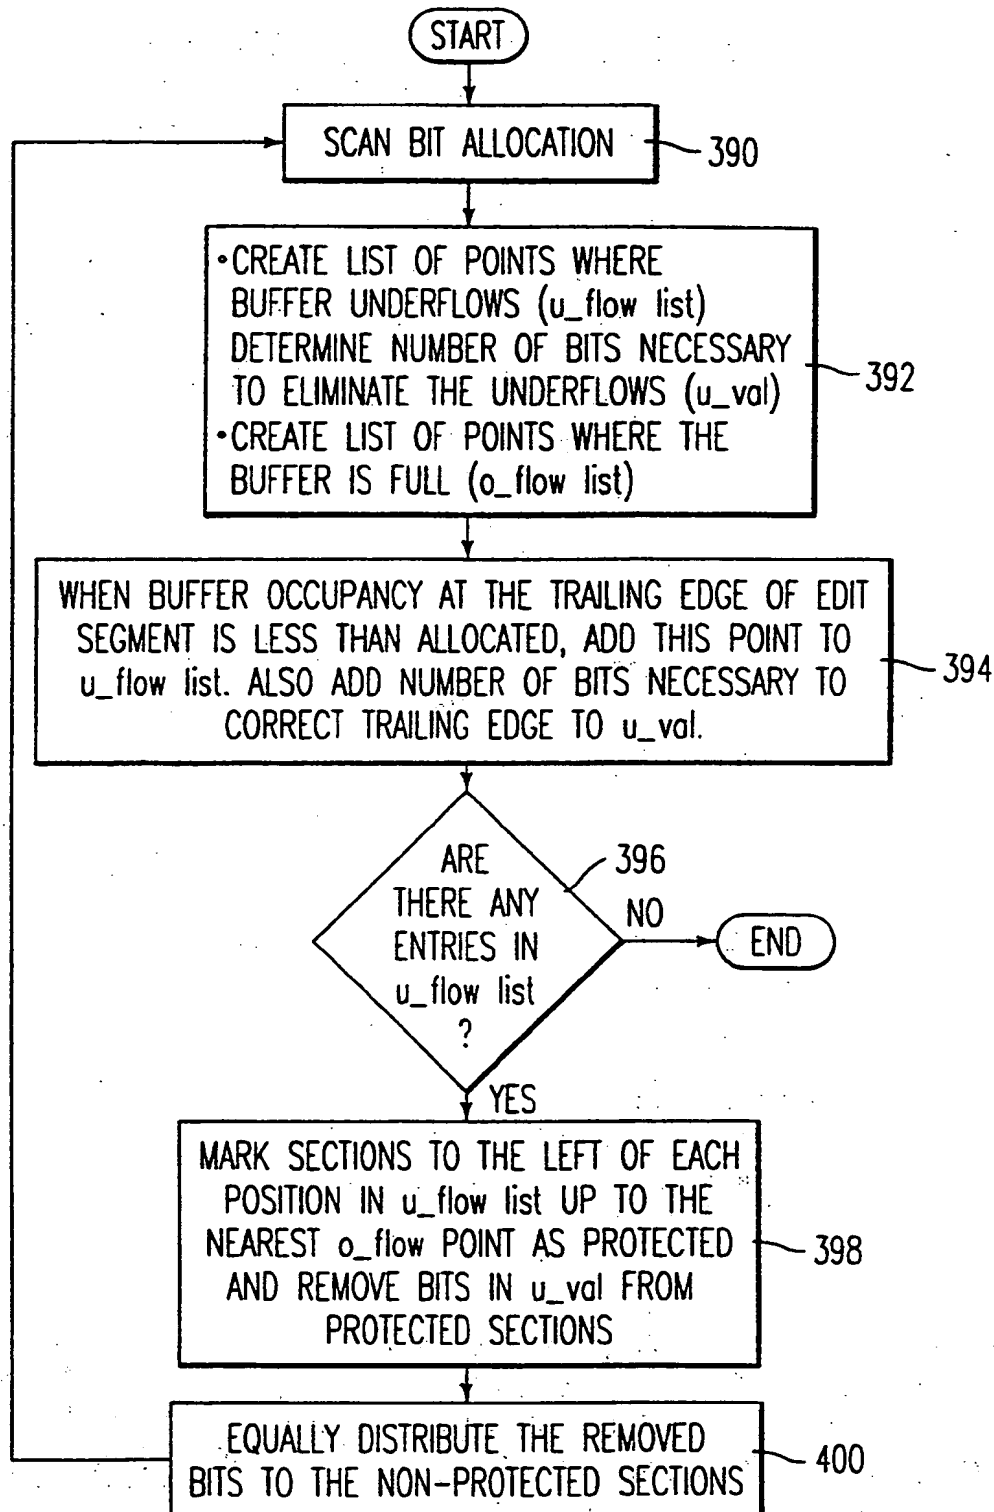 START
SCAN BIT ALLOCATION
390
•CREATE LIST OF POINTS WHERE
BUFFER UNDERFLOWS (u_flow list)
DETERMINE NUMBER OF BITS NECESSARY
TO ELIMINATE THE UNDERFLOWS (u_val)
•CREATE LIST OF POINTS WHERE THE
BUFFER IS FULL (o_flow list)
392
WHEN BUFFER OCCUPANCY AT THE TRAILING EDGE OF EDIT
SEGMENT IS LESS THAN ALLOCATED, ADD THIS POINT TO
u_flow list. ALSO ADD NUMBER OF BITS NECESSARY TO
CORRECT TRAILING EDGE TO u_val.
394
ARE
THERE ANY
ENTRIES IN
u_flow list
?
396
NO
END
YES
MARK SECTIONS TO THE LEFT OF EACH
POSITION IN u_flow list UP TO THE
NEAREST o_flow POINT AS PROTECTED
AND REMOVE BITS IN u_val FROM
PROTECTED SECTIONS
398
EQUALLY DISTRIBUTE THE REMOVED
BITS TO THE NON-PROTECTED SECTIONS
400